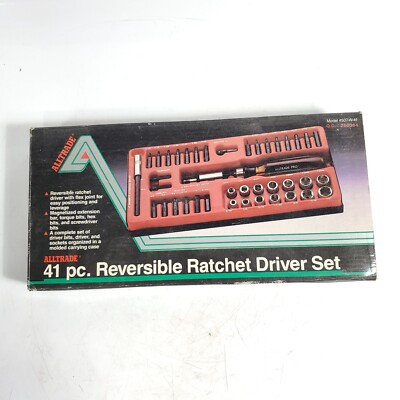 ALLTRADE®
• Reversible ratchet
driver with flex joint for
easy positioning and
leverage
• Magnetized extension
bar, torque bits, hex
bits, and screwdriver
bits
• A complete set of
driver bits, driver, and
sockets organized in a
molded carrying case
ALLTRADE®
41 pc. Reversible Ratchet Driver Set